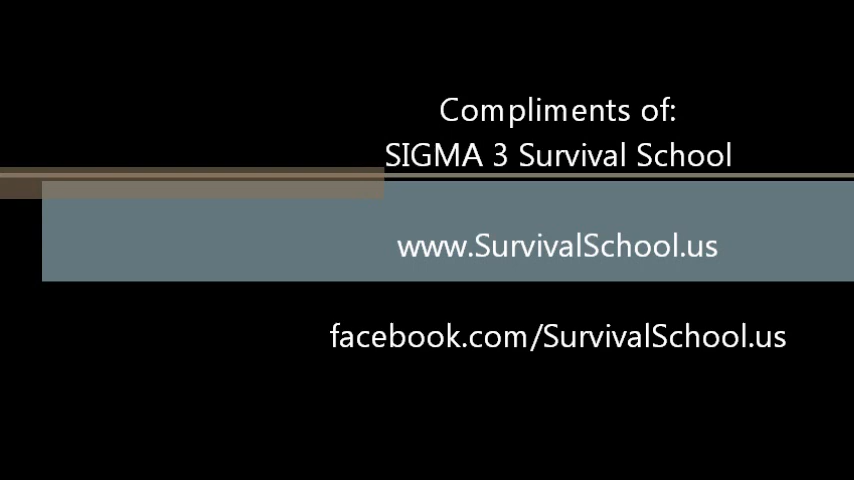 Compliments of:
SIGMA 3 Survival School
www.SurvivalSchool.us
facebook.com/SurvivalSchool.us